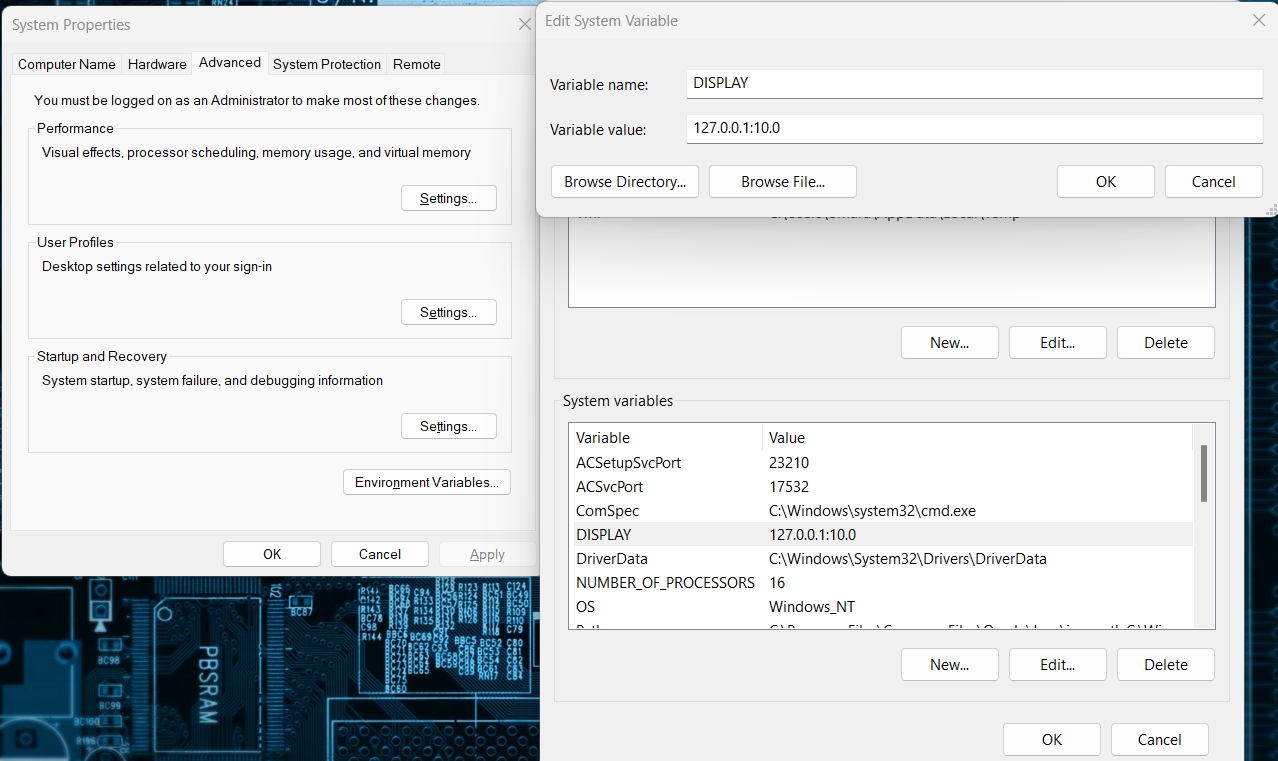 System Properties
Computer Name Hardware Advanced System Protection Remote
You must be logged on as an Administrator to make most of these changes.
Performance
Visual effects, processor scheduling, memory usage, and virtual memory
Settings...
User Profiles
Desktop settings related to your sign-in
Settings...
Startup and Recovery
System startup, system failure, and debugging information
Settings...
Environment Variables...
OK Cancel Apply
Edit System Variable
Variable name: DISPLAY
Variable value: 127.0.0.1:10.0
Browse Directory... Browse File... OK Cancel
New... Edit... Delete
System variables
Variable Value
ACSetupSvcPort 23210
ACSvcPort 17532
ComSpec C:\Windows\system32\cmd.exe
DISPLAY 127.0.0.1:10.0
DriverData C:\Windows\System32\Drivers\DriverData
NUMBER_OF_PROCESSORS 16
OS Windows_NT
New... Edit... Delete
OK Cancel
PBSRAM
BC87
BC98
BC99
BC100
R196